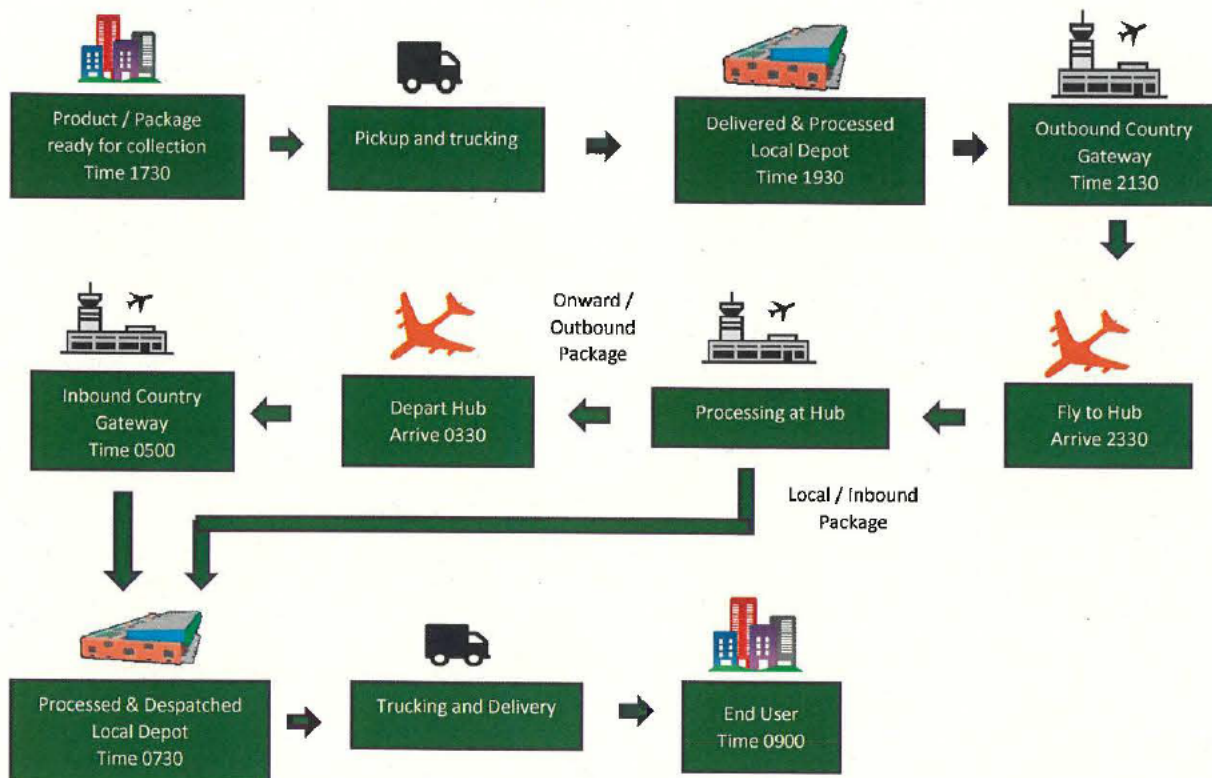 Product / Package
ready for collection
Time 1730
Pickup and trucking
Delivered & Processed
Local Depot
Time 1930
Outbound Country
Gateway
Time 2130
Inbound Country
Gateway
Time 0500
Depart Hub
Arrive 0330
Onward /
Outbound
Package
Processing at Hub
Fly to Hub
Arrive 2330
Local / Inbound
Package
Processed & Despatched
Local Depot
Time 0730
Trucking and Delivery
End User
Time 0900